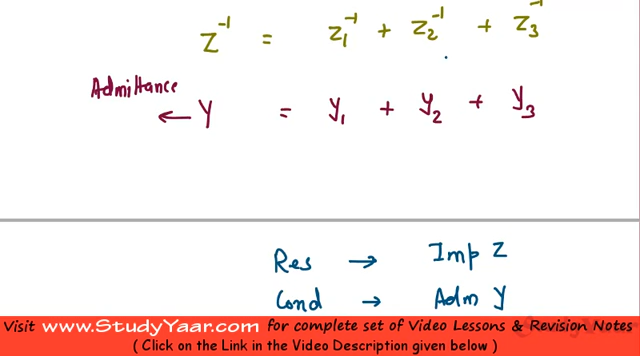 Z⁻¹ = Z₁⁻¹ + Z₂⁻¹ + Z₃⁻¹
Admittance
← Y = Y₁ + Y₂ + Y₃
Res → Imp Z
Cond → Adm Y
Visit www.StudyYaar.com for complete set of Video Lessons & Revision Notes
( Click on the Link in the Video Description given below )